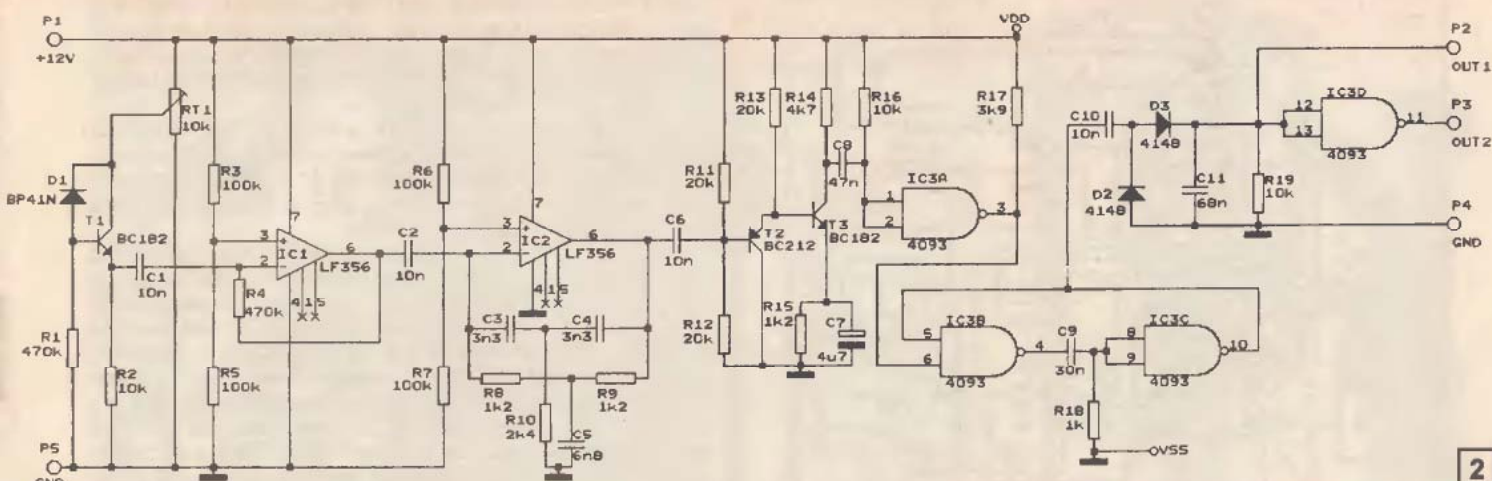 P1
+12V
RT1
10k
D1
BP41N
T1
BC182
C1
10n
R1
470k
R2
10k
P5
GND
R3
100k
R5
100k
3
2
IC1
7
6
LF356
4 1 5
R4
470k
C2
10n
R6
100k
R7
100k
3
2
IC2
7
6
LF356
4 1 5
C3
3n3
C4
3n3
R8
1k2
R9
1k2
R10
2k4
C5
6n8
C6
10n
R11
20k
R12
20k
R13
20k
T2
BC212
R14
4k7
T3
BC182
R15
1k2
C7
4u7
C8
47n
R16
10k
VDD
IC3A
1
2
3
4093
R17
3k9
IC3B
5
6
4
4093
C9
30n
R18
1k
VSS
IC3C
8
9
10
4093
C10
10n
D3
4148
D2
4148
C11
68n
R19
10k
IC3D
12
13
11
4093
P2
OUT1
P3
OUT2
P4
GND
2